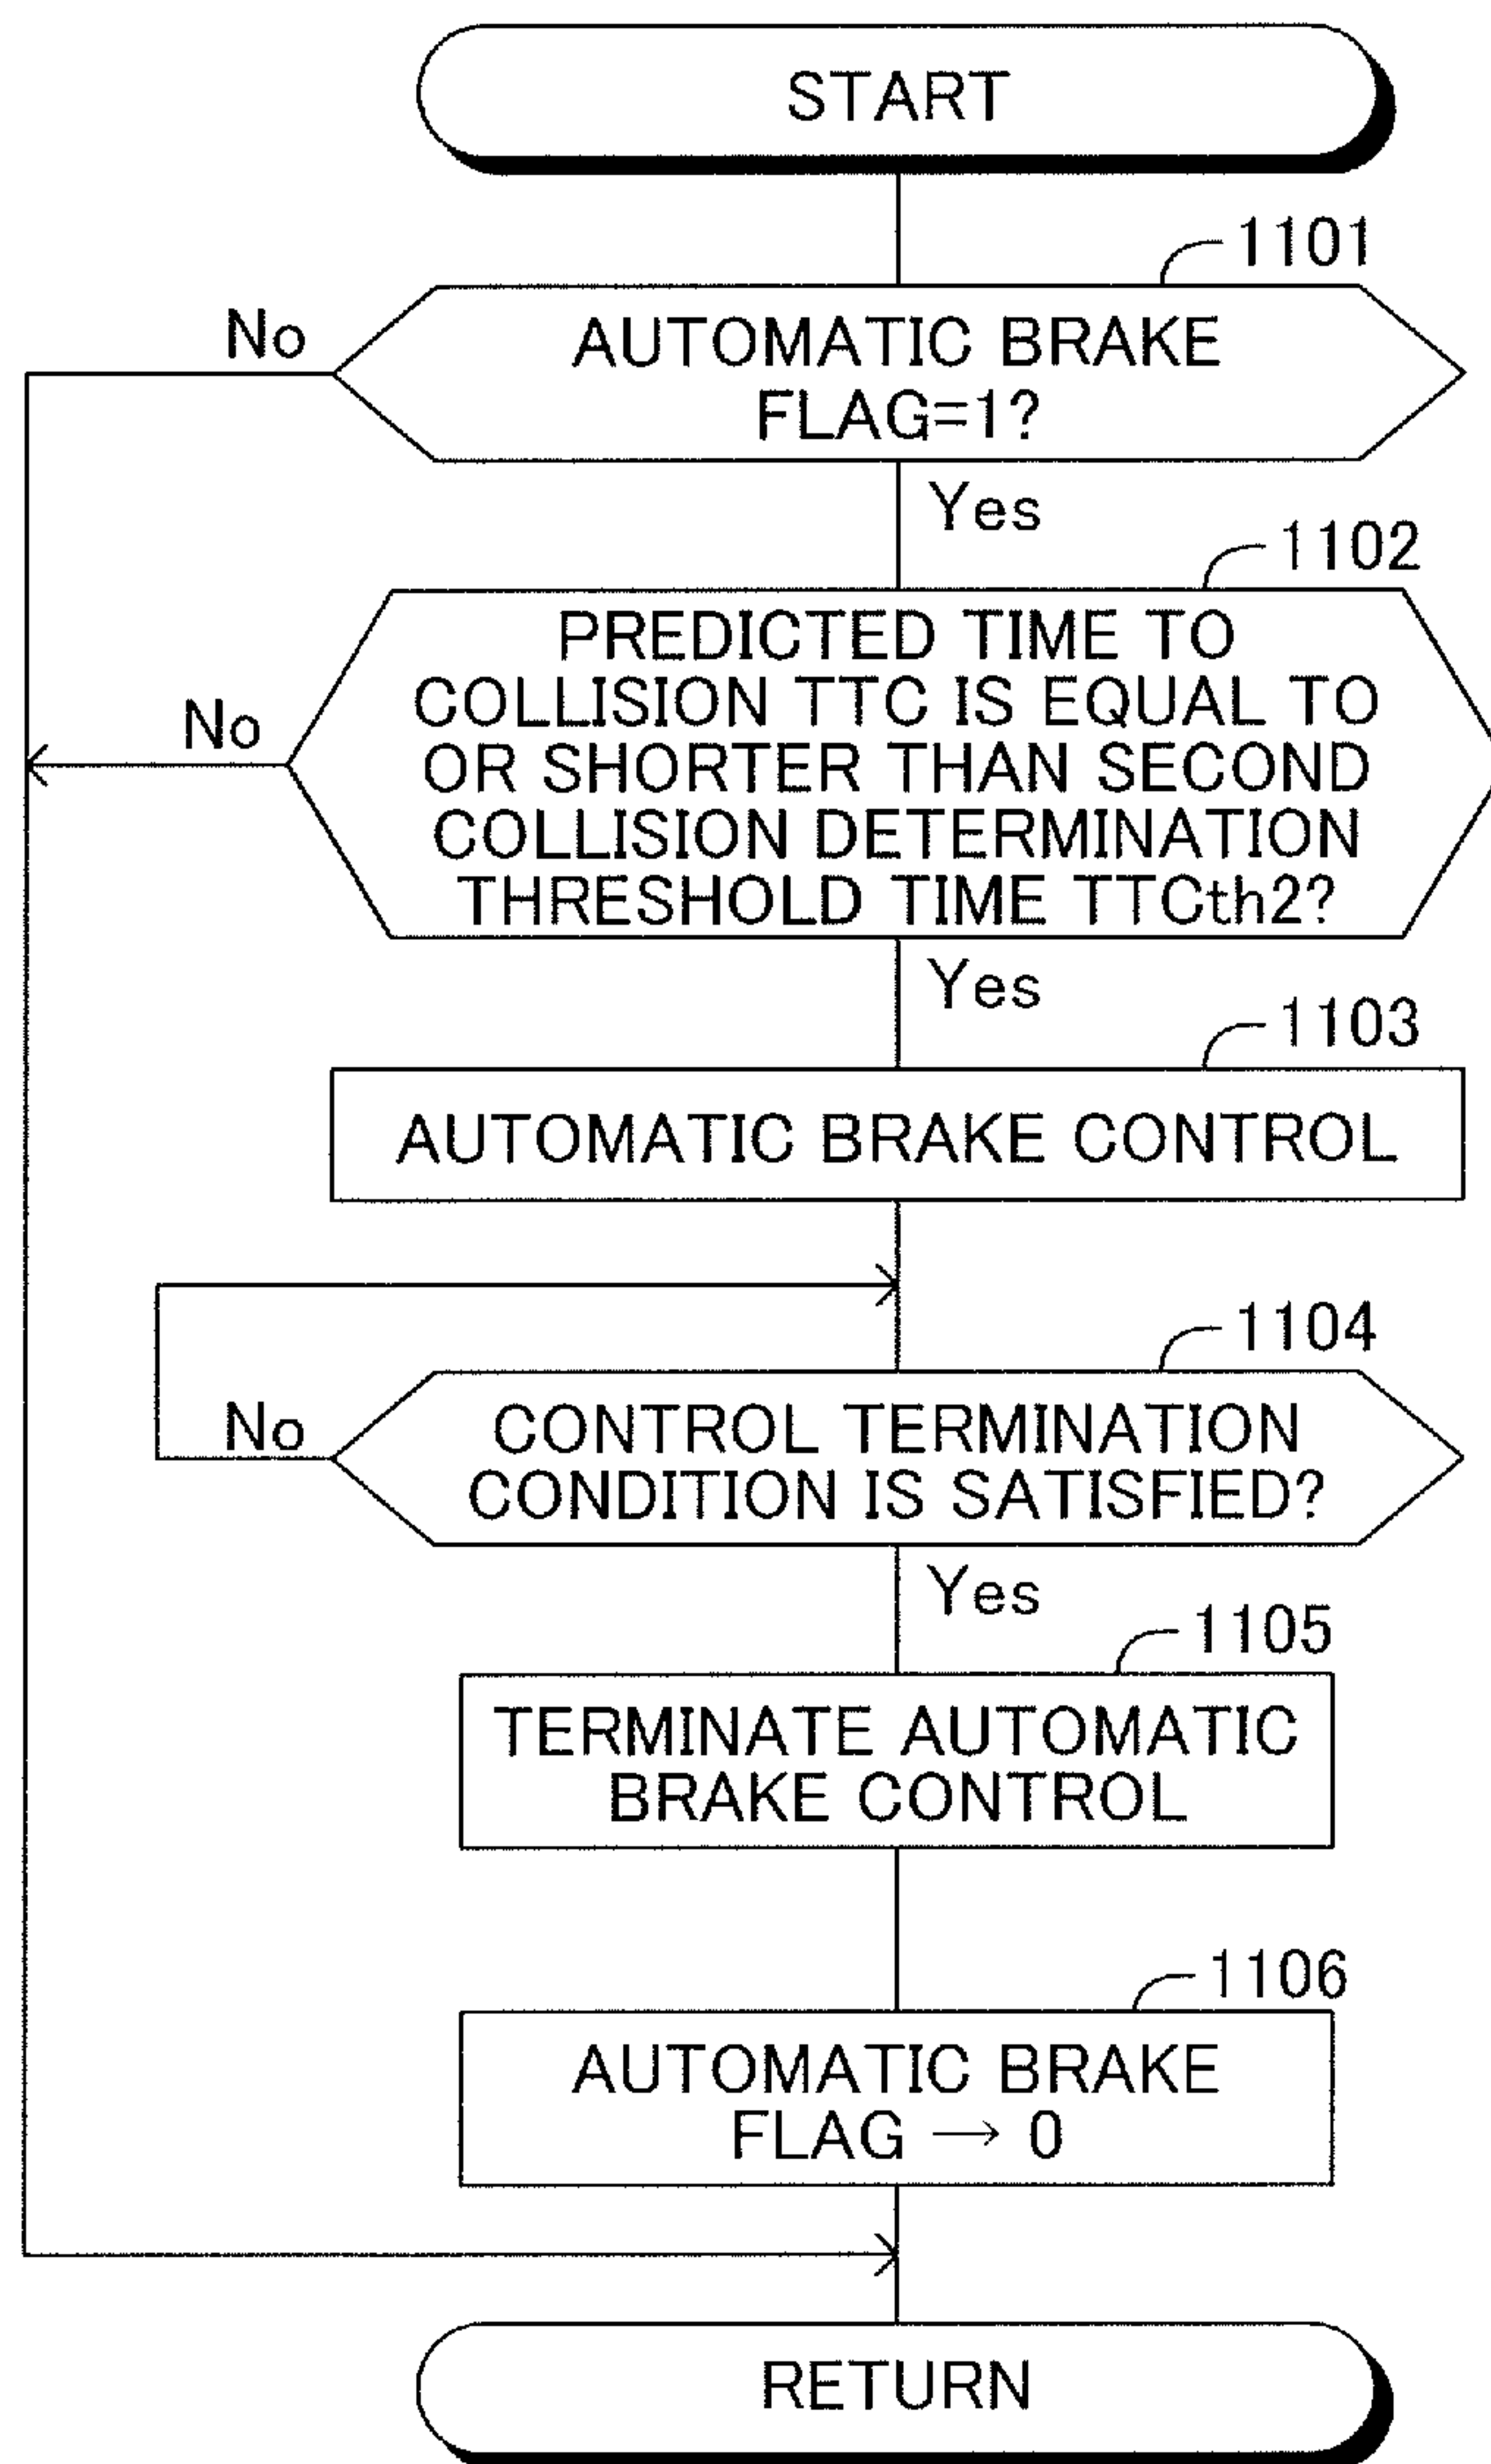 START
1101
No
AUTOMATIC BRAKE
FLAG=1?
Yes
1102
PREDICTED TIME TO
COLLISION TTC IS EQUAL TO
No
OR SHORTER THAN SECOND
COLLISION DETERMINATION
THRESHOLD TIME TTCth2?
Yes
1103
AUTOMATIC BRAKE CONTROL
1104
No
CONTROL TERMINATION
CONDITION IS SATISFIED?
Yes
1105
TERMINATE AUTOMATIC
BRAKE CONTROL
1106
AUTOMATIC BRAKE
FLAG → 0
RETURN